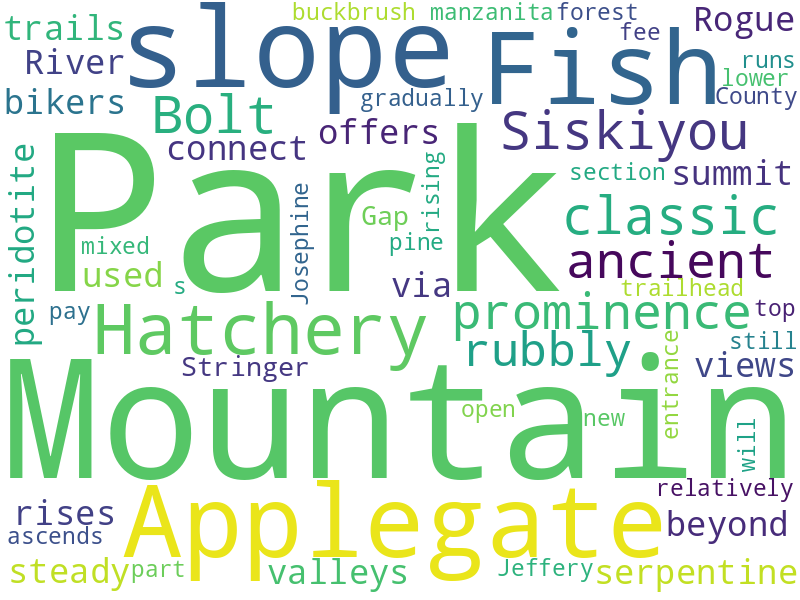 buckbrush manzanita forest Rogue
trails slope Fish fee
River runs
bikers gradually lower County
Bolt offers Siskiyou
connect section summit
peridotite Park rising classic
Josephine Gap
mixed pine ancient
used s via trailhead
pay Hatchery prominence top
Stringer rubbly still
Mountain views
open new entrance will
rises Applegate relatively
ascends beyond
steady part valleys Jeffery serpentine